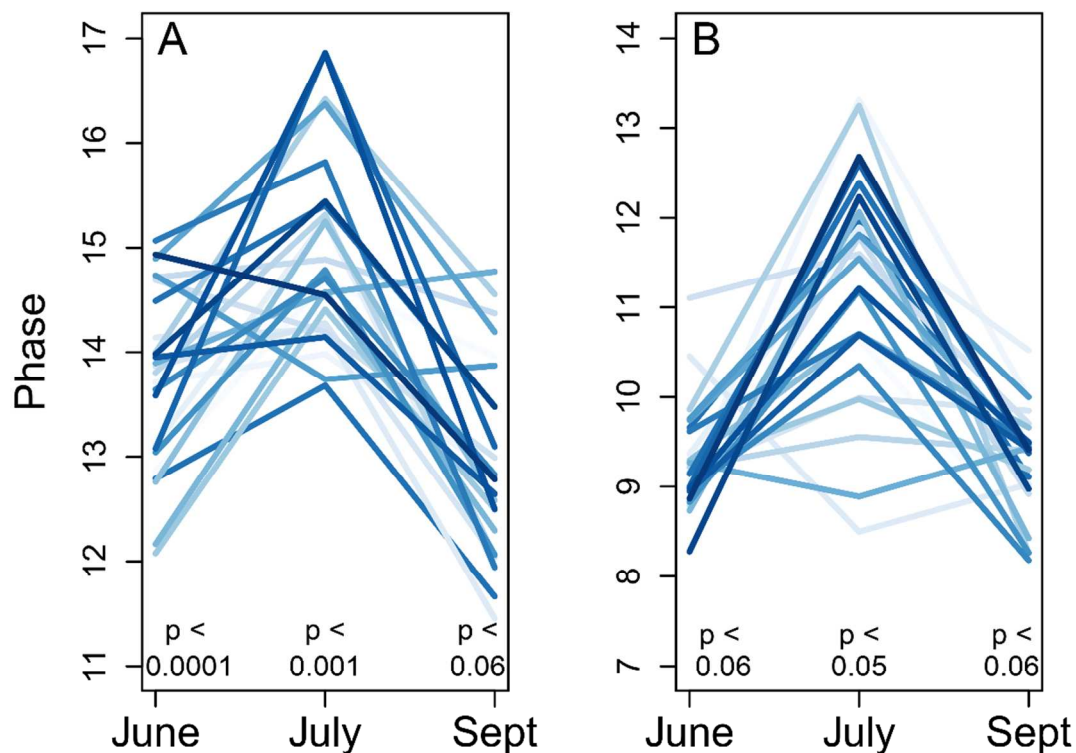 A
B
Phase
17
16
15
14
13
12
11
14
13
12
11
10
9
8
7
p < p < p <
0.0001 0.001 0.06
p < p < p <
0.06 0.05 0.06
June July Sept
June July Sept